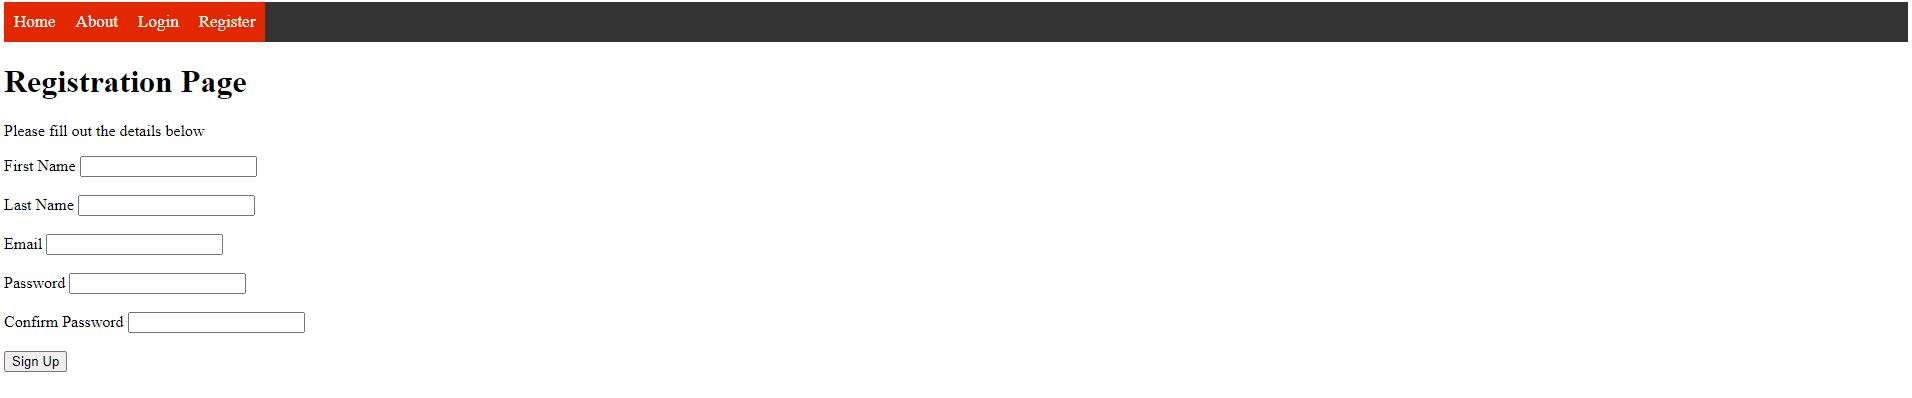 Home About Login Register
Registration Page
Please fill out the details below
First Name
Last Name
Email
Password
Confirm Password
Sign Up